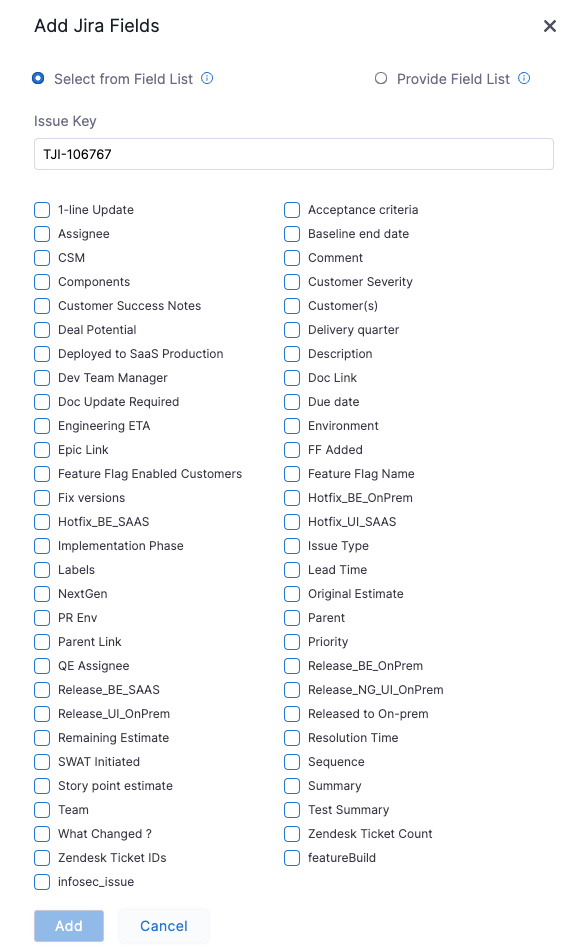 Add Jira Fields
Select from Field List
Provide Field List
Issue Key
TJI-106767
1-line Update
Acceptance criteria
Assignee
Baseline end date
CSM
Comment
Components
Customer Severity
Customer Success Notes
Customer(s)
Deal Potential
Delivery quarter
Deployed to SaaS Production
Description
Dev Team Manager
Doc Link
Doc Update Required
Due date
Engineering ETA
Environment
Epic Link
FF Added
Feature Flag Enabled Customers
Feature Flag Name
Fix versions
Hotfix_BE_OnPrem
Hotfix_BE_SAAS
Hotfix_UI_SAAS
Implementation Phase
Issue Type
Labels
Lead Time
NextGen
Original Estimate
PR Env
Parent
Parent Link
Priority
QE Assignee
Release_BE_OnPrem
Release_BE_SAAS
Release_NG_UI_OnPrem
Release_UI_OnPrem
Released to On-prem
Remaining Estimate
Resolution Time
SWAT Initiated
Sequence
Story point estimate
Summary
Team
Test Summary
What Changed ?
Zendesk Ticket Count
Zendesk Ticket IDs
featureBuild
infosec_issue
Add
Cancel